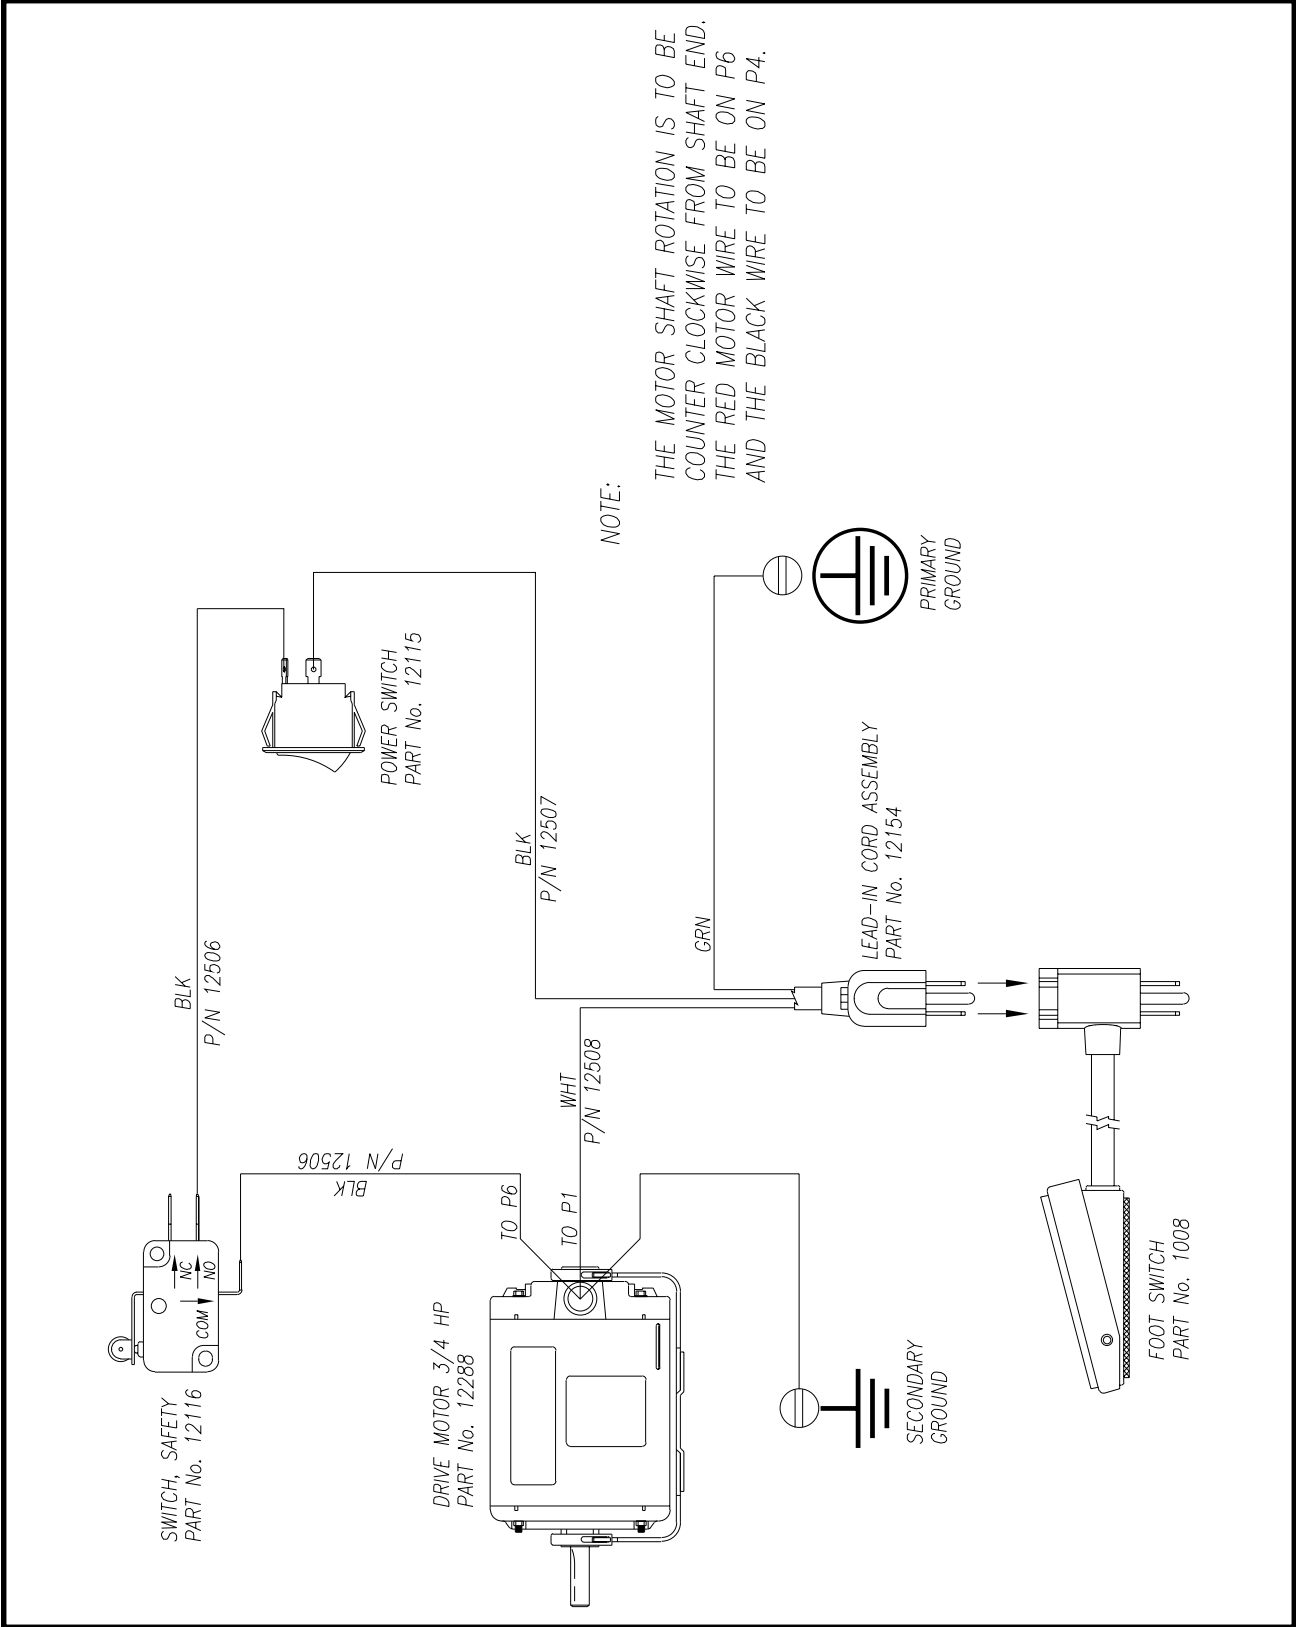 SWITCH, SAFETY
PART No. 12116
COM
NC
NO
BLK
P/N 12506
POWER SWITCH
PART No. 12115
BLK
P/N 12506
DRIVE MOTOR 3/4 HP
PART No. 12288
TO P6
TO P1
WHT
P/N 12508
BLK
P/N 12507
GRN
NOTE:
THE MOTOR SHAFT ROTATION IS TO BE
COUNTER CLOCKWISE FROM SHAFT END.
THE RED MOTOR WIRE TO BE ON P6
AND THE BLACK WIRE TO BE ON P4.
SECONDARY
GROUND
LEAD-IN CORD ASSEMBLY
PART No. 12154
PRIMARY
GROUND
FOOT SWITCH
PART No. 1008